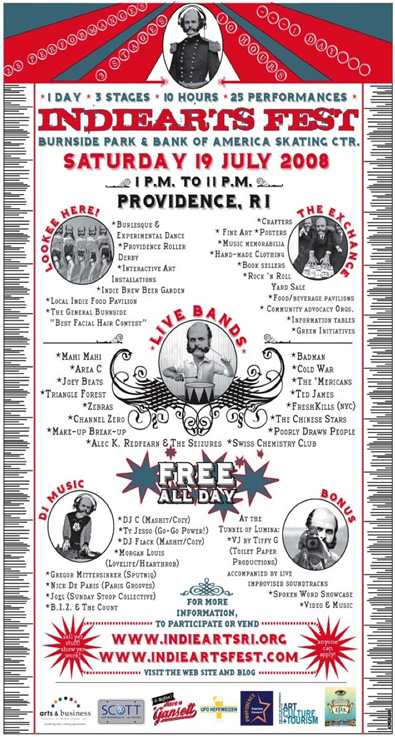 25 PERFORMANCES
3 STAGES
10 HOURS
1 DAY...
*1 DAY * 3 STAGES * 10 HOURS * 25 PERFORMANCES *
INDIEARTS FEST
BURNSIDE PARK & BANK OF AMERICA SKATING CTR.
SATURDAY 19 JULY 2008
1 P.M. TO 11 P.M.
PROVIDENCE, RI
LOOKEE HERE!
*Burlesque &
Experimental Dance
*Providence Roller
Derby
*Interactive Art
Installations
*Indie Brew Beer Garden
*Local Indie Food Pavilion
*The General Burnside
"Best Facial Hair Contest"
THE EXCHANGE
*Crafters
* Fine Art *Posters
*Music memorabilia
*Hand-made Clothing
*Book sellers
*Rock 'n Roll
Yard Sale
*Food/beverage pavilions
* Community advocacy Orgs.
*Information tables
*Green Initiatives
LIVE BANDS
*Mahi Mahi
*Area C
*Joey Beats
*Triangle Forest
*Zebras
*Channel Zero
*Make-up Break-up
*Badman
*Cold War
*The 'Mericans
*Ted James
*FreshKills (NYC)
*The Chinese Stars
*Poorly Drawn People
*Alec K. Redfearn & The Seizures *Swiss Chemistry Club
FREE
ALL DAY
DJ MUSIC
*DJ C (Mashit/Cozy)
*Ty Jesso (Go-Go Power!)
*DJ Flack (Mashit/Cozy)
*Morgan Louis
(Lovelife/Hearthrob)
*Gregor Mittersinker (Sputniq)
*Nick De Paris (Paris Grooves)
*Joei (Sunday Stoop Collective)
*B.I.Z. & The Count
BONUS
At the
Tunnel of Lumina:
*VJ by Tiffy G
(Toilet Paper
Productions)
accompanied by live
improvised soundtracks
*Spoken Word Showcase
*Video & Music
FOR MORE
INFORMATION,
TO PARTICIPATE OR VEND
sell yer
stuff!
show yer
work!
WWW.INDIEARTSRI.ORG
WWW.INDIEARTSFEST.COM
VISIT THE WEB SITE AND BLOG
anyone
can
apply!
arts & business
SCOTT
Have a
Gansett
UFO HEFEWEIZEN
ART
CULTURE
+TOURISM